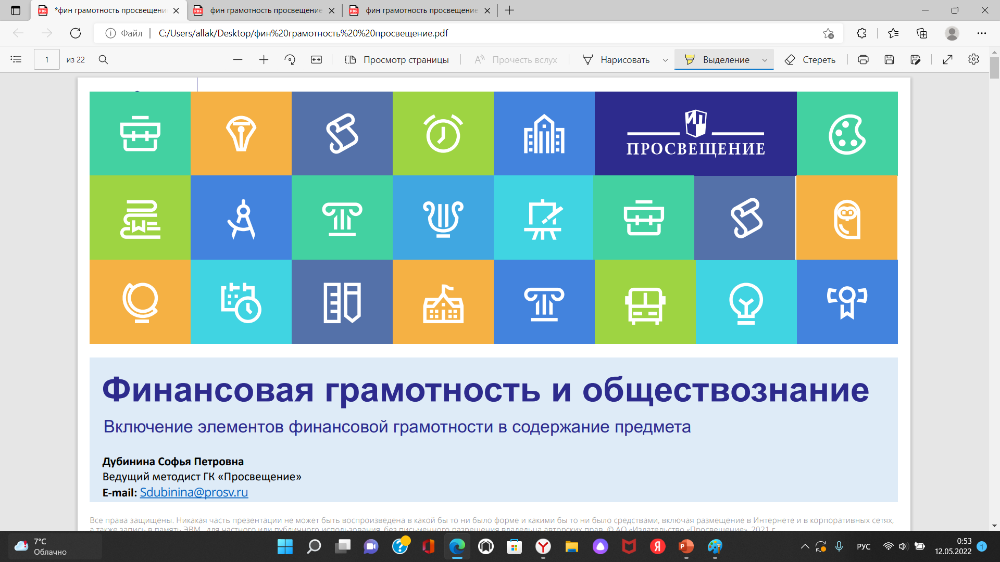 *фин грамотность просвещени
фин грамотность просвещение
фин грамотность просвещение
Файл
C:/Users/allak/Desktop/фин%20грамотность%20%20просвещение.pdf
1
из 22
Просмотр страницы
Прочесть вслух
Нарисовать
Выделение
Стереть
ПРОСВЕЩЕНИЕ
Финансовая грамотность и обществознание
Включение элементов финансовой грамотности в содержание предмета
Дубинина Софья Петровна
Ведущий методист ГК «Просвещение»
E-mail: Sdubinina@prosv.ru
Все права защищены. Никакая часть презентации не может быть воспроизведена в какой бы то ни было форме и какими бы то ни было средствами, включая размещение в Интернете и в корпоративных сетях,
а также запись в память ЭВМ, для частного или публичного использования, без письменного разрешения владельца авторских прав. © АО «Издательство «Просвещение», 2021 г.
7°C
Облачно
РУС
0:53
12.05.2022
1